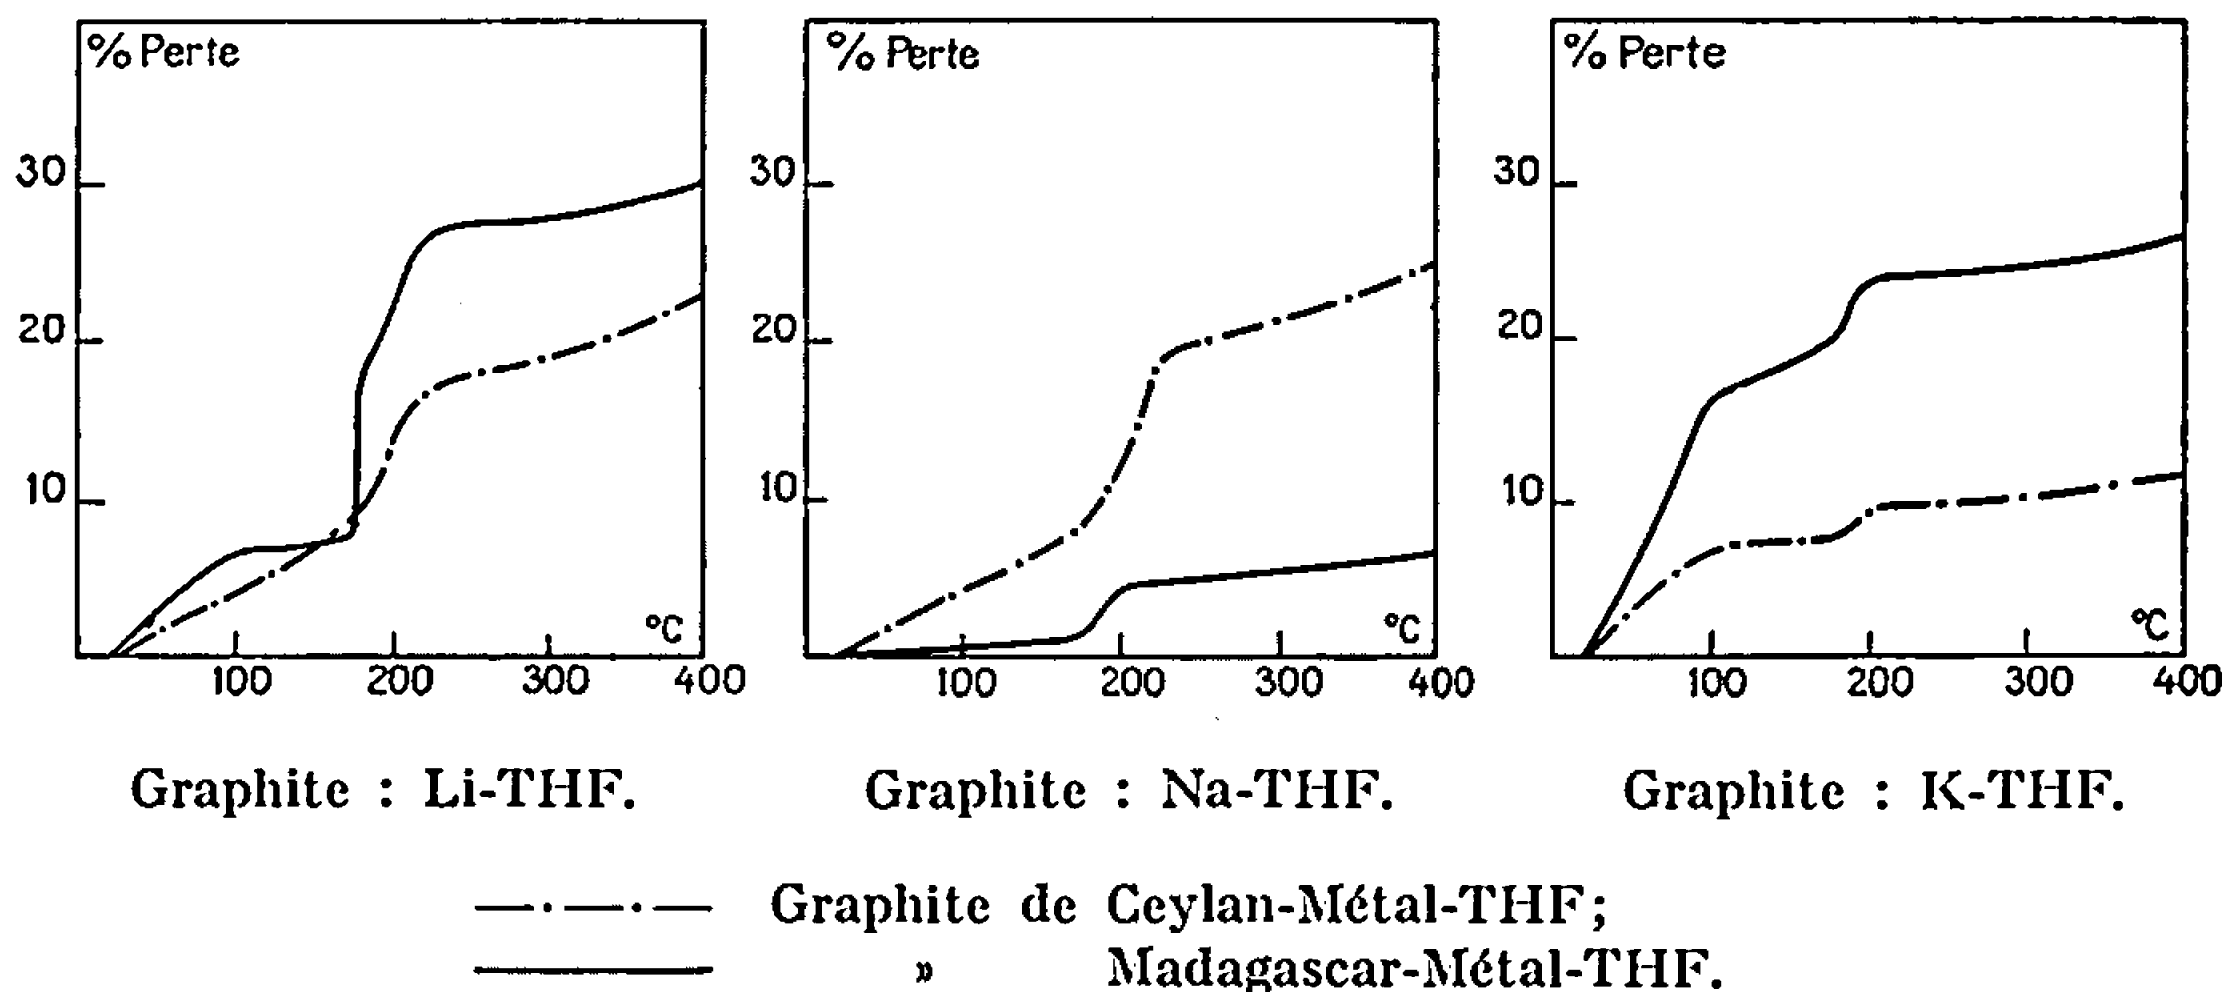 % Perte % Perte % Perte
30 30 30
20 20 20
10 10 10
°C °C °C
100 200 300 400 100 200 300 400 100 200 300 400
Graphite : Li-THF. Graphite : Na-THF. Graphite : K-THF.
Graphite de Ceylan-Métal-THF;
» Madagascar-Métal-THF.